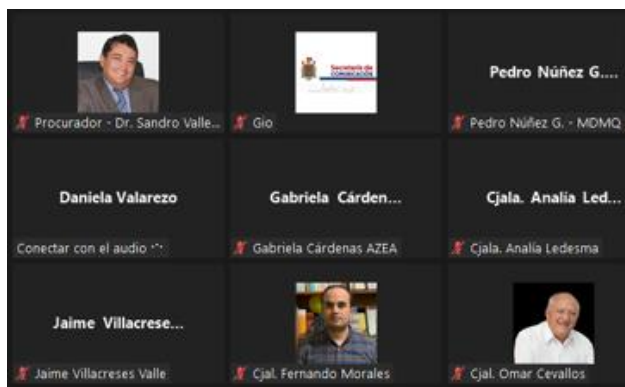 Secretaría de
COMUNICACIÓN
Pedro Núñez G....
Procurador - Dr. Sandro Valle...
Gio
Pedro Núñez G. - MDMQ
Daniela Valarezo
Gabriela Cárden...
Cjala. Analía Led...
Conectar con el audio
Gabriela Cárdenas AZEA
Cjala. Analía Ledesma
Jaime Villacrese...
Jaime Villacreses Valle
Cjal. Fernando Morales
Cjal. Omar Cevallos